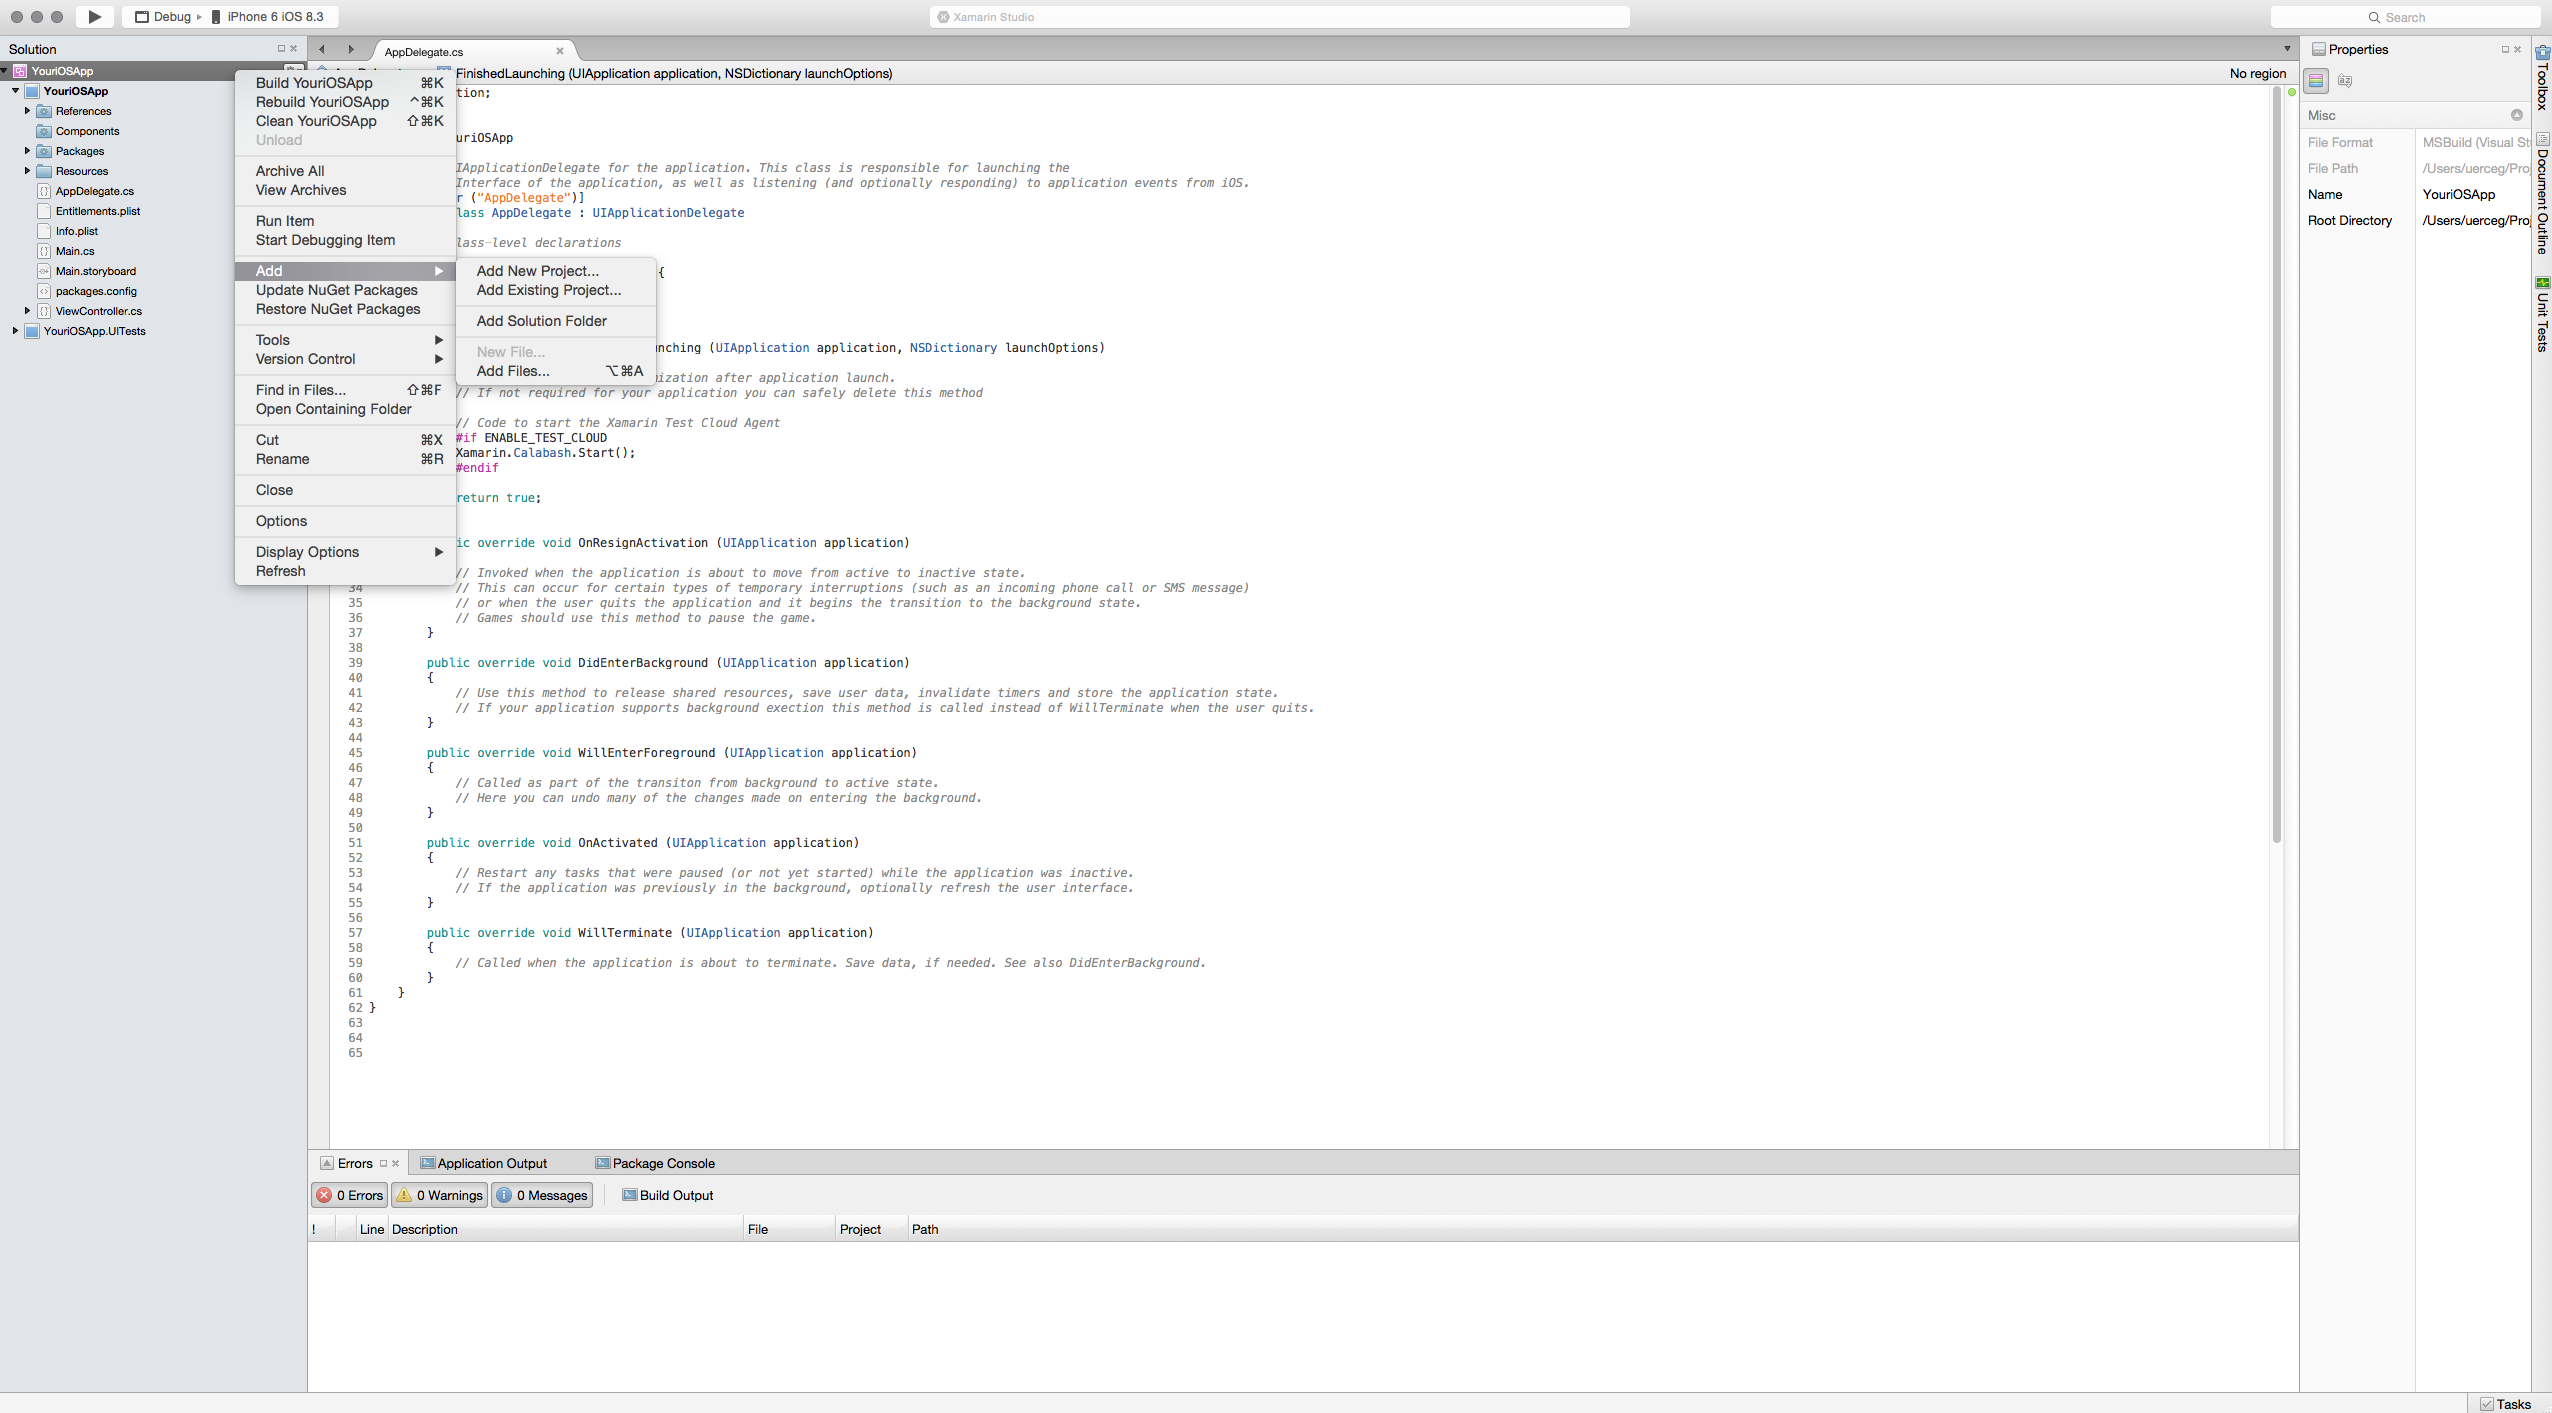 Debug
iPhone 6 iOS 8.3
Xamarin Studio
Search
Solution
YouriOSApp
YouriOSApp
References
Components
Packages
Resources
AppDelegate.cs
Entitlements.plist
Info.plist
Main.cs
Main.storyboard
packages.config
ViewController.cs
YouriOSApp.UITests
Build YouriOSApp ⌘K
Rebuild YouriOSApp ^⌘K
Clean YouriOSApp ⇧⌘K
Unload
Archive All
View Archives
Run Item
Start Debugging Item
Add
Update NuGet Packages
Restore NuGet Packages
Tools
Version Control
Find in Files... ⇧⌘F
Open Containing Folder
Cut ⌘X
Rename ⌘R
Close
Options
Display Options
Refresh
Add New Project...
Add Existing Project...
Add Solution Folder
New File...
Add Files... ⌥⌘A
AppDelegate.cs
FinishedLaunching (UIApplication application, NSDictionary launchOptions)
No region
tion;
uriOSApp
IApplicationDelegate for the application. This class is responsible for launching the
Interface of the application, as well as listening (and optionally responding) to application events from iOS.
r ("AppDelegate")]
lass AppDelegate : UIApplicationDelegate
lass-level declarations
{
nching (UIApplication application, NSDictionary launchOptions)
ization after application launch.
// If not required for your application you can safely delete this method
// Code to start the Xamarin Test Cloud Agent
#if ENABLE_TEST_CLOUD
Xamarin.Calabash.Start();
#endif
return true;
ic override void OnResignActivation (UIApplication application)
// Invoked when the application is about to move from active to inactive state.
34 // This can occur for certain types of temporary interruptions (such as an incoming phone call or SMS message)
35 // or when the user quits the application and it begins the transition to the background state.
36 // Games should use this method to pause the game.
37 }
38
39 public override void DidEnterBackground (UIApplication application)
40 {
41 // Use this method to release shared resources, save user data, invalidate timers and store the application state.
42 // If your application supports background exection this method is called instead of WillTerminate when the user quits.
43 }
44
45 public override void WillEnterForeground (UIApplication application)
46 {
47 // Called as part of the transiton from background to active state.
48 // Here you can undo many of the changes made on entering the background.
49 }
50
51 public override void OnActivated (UIApplication application)
52 {
53 // Restart any tasks that were paused (or not yet started) while the application was inactive.
54 // If the application was previously in the background, optionally refresh the user interface.
55 }
56
57 public override void WillTerminate (UIApplication application)
58 {
59 // Called when the application is about to terminate. Save data, if needed. See also DidEnterBackground.
60 }
61 }
62 }
63
64
65
Errors
Application Output
Package Console
0 Errors
0 Warnings
0 Messages
Build Output
! Line Description File Project Path
Properties
Misc
File Format MSBuild (Visual St
File Path /Users/uerceg/Proj
Name YouriOSApp
Root Directory /Users/uerceg/Proj
Toolbox
Document Outline
Unit Tests
Tasks